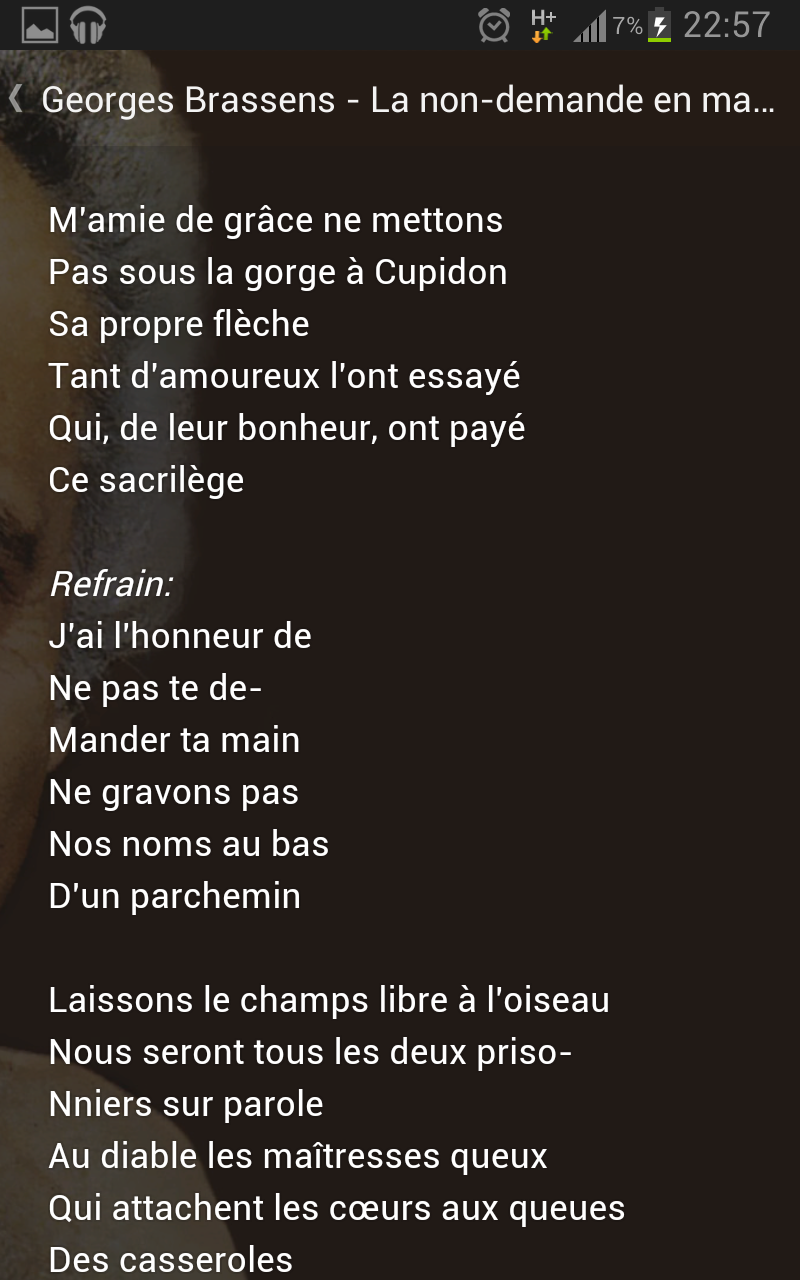 H+ 7% 22:57
Georges Brassens - La non-demande en ma...
M'amie de grâce ne mettons
Pas sous la gorge à Cupidon
Sa propre flèche
Tant d'amoureux l'ont essayé
Qui, de leur bonheur, ont payé
Ce sacrilège
Refrain:
J'ai l'honneur de
Ne pas te de-
Mander ta main
Ne gravons pas
Nos noms au bas
D'un parchemin
Laissons le champs libre à l'oiseau
Nous seront tous les deux priso-
Nniers sur parole
Au diable les maîtresses queux
Qui attachent les cœurs aux queues
Des casseroles